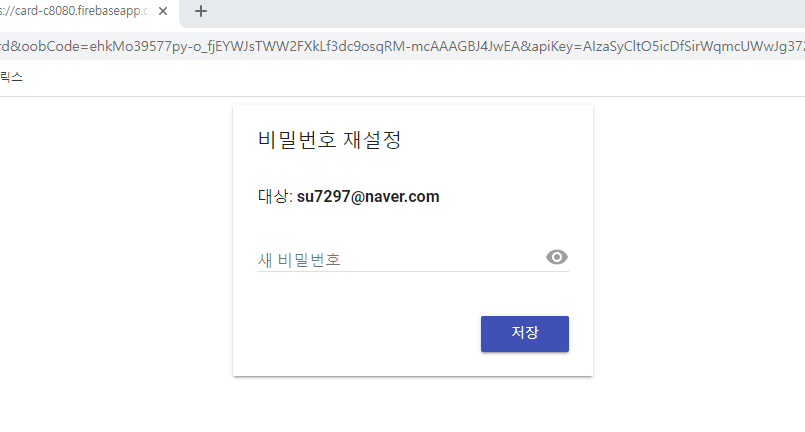 s://card-c8080.firebaseapp.c
rd&oobCode=ehkMo39577py-o_fjEYWJsTWW2FXkLf3dc9osqRM-mcAAAGBJ4JwEA&apiKey=AIzaSyCltO5icDfSirWqmcUWwJg372
릭스
비밀번호 재설정
대상: su7297@naver.com
새 비밀번호
저장